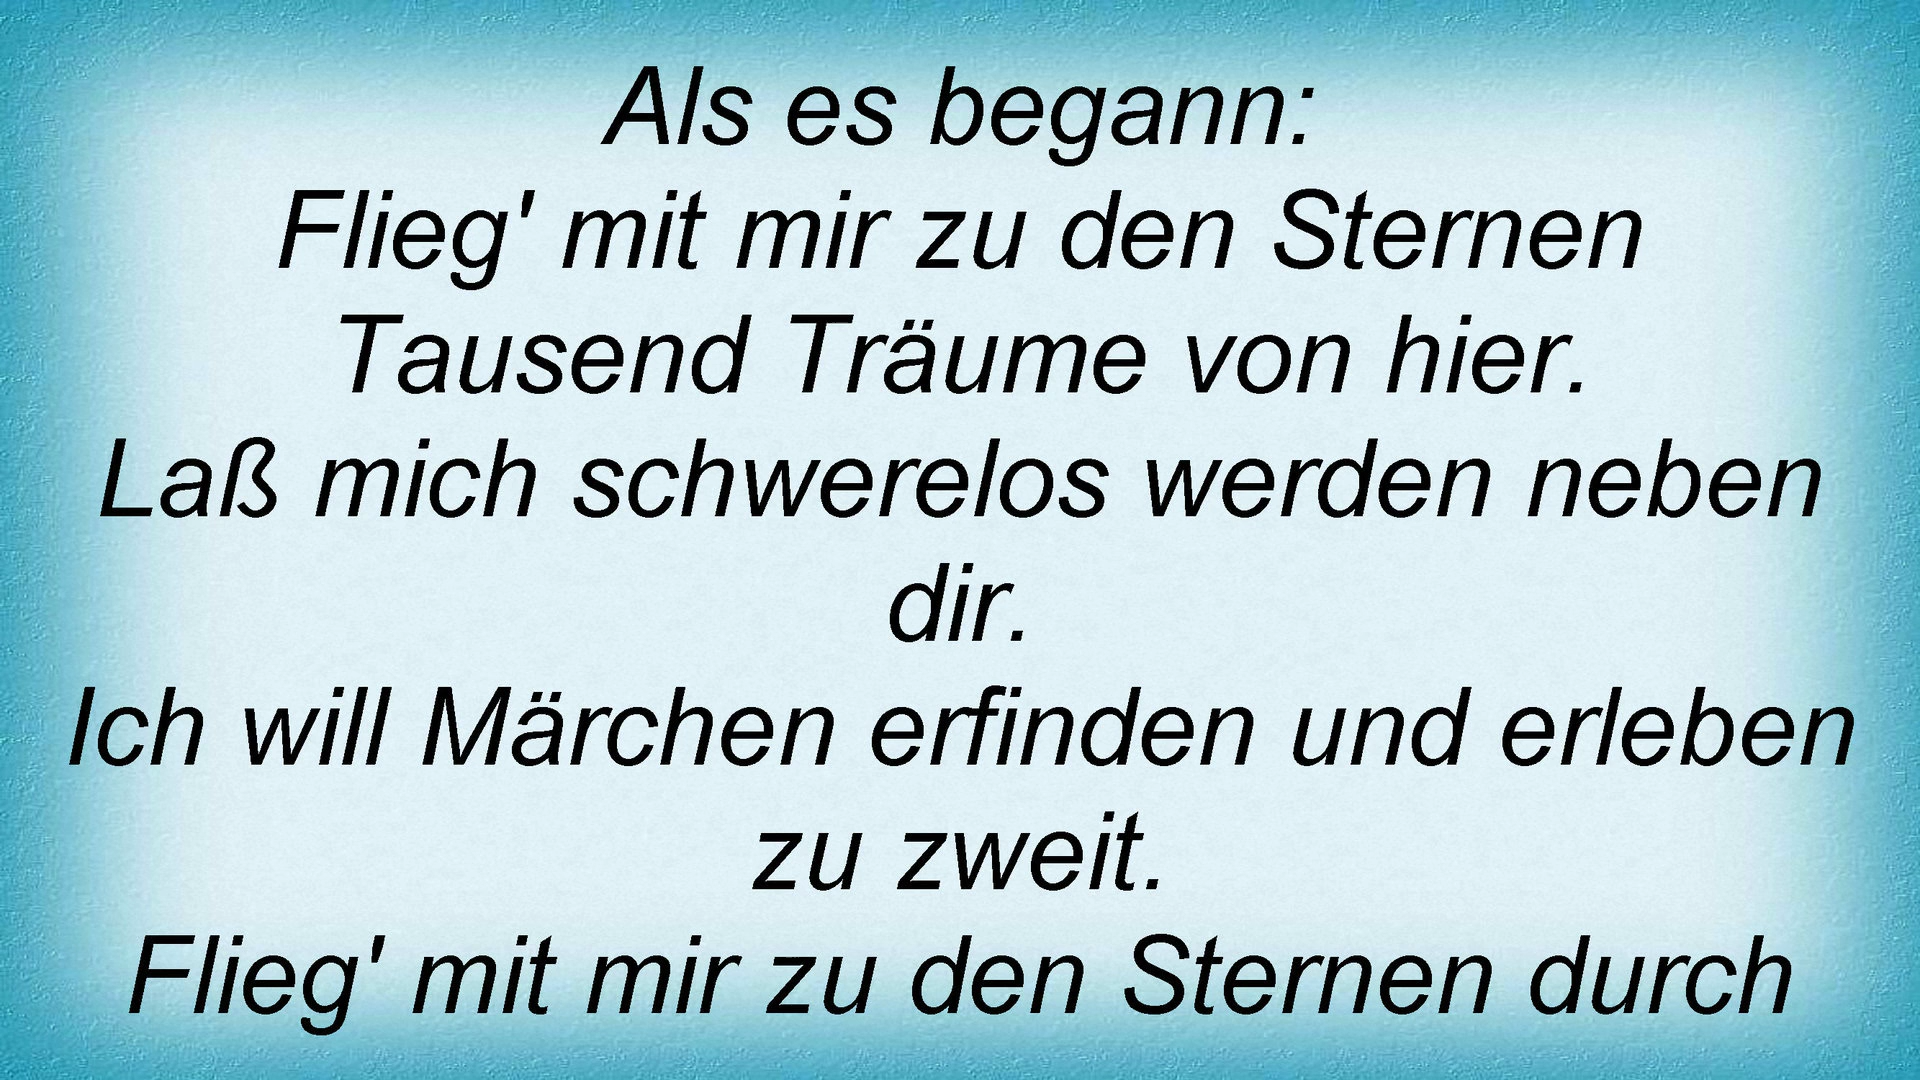 Als es begann:
Flieg' mit mir zu den Sternen
Tausend Träume von hier.
Laß mich schwerelos werden neben
dir.
Ich will Märchen erfinden und erleben
zu zweit.
Flieg' mit mir zu den Sternen durch